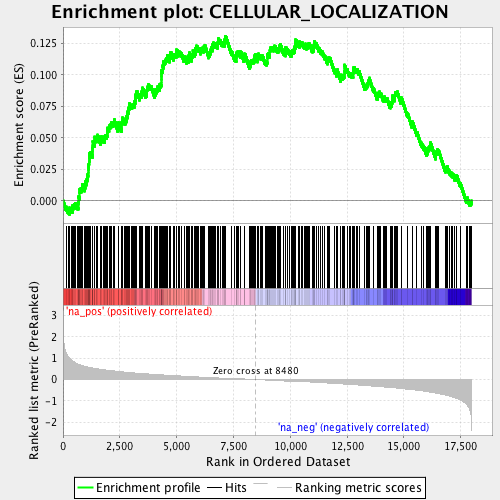 Enrichment plot: CELLULAR_LOCALIZATION
Enrichment score (ES)
0.125
0.100
0.075
0.050
0.025
0.000
Ranked list metric (PreRanked)
3
2
1
0
-1
-2
'na_pos' (positively correlated)
Zero cross at 8480
'na_neg' (negatively correlated)
0
2,500
5,000
7,500
10,000
12,500
15,000
17,500
Rank in Ordered Dataset
Enrichment profile
Hits
Ranking metric scores